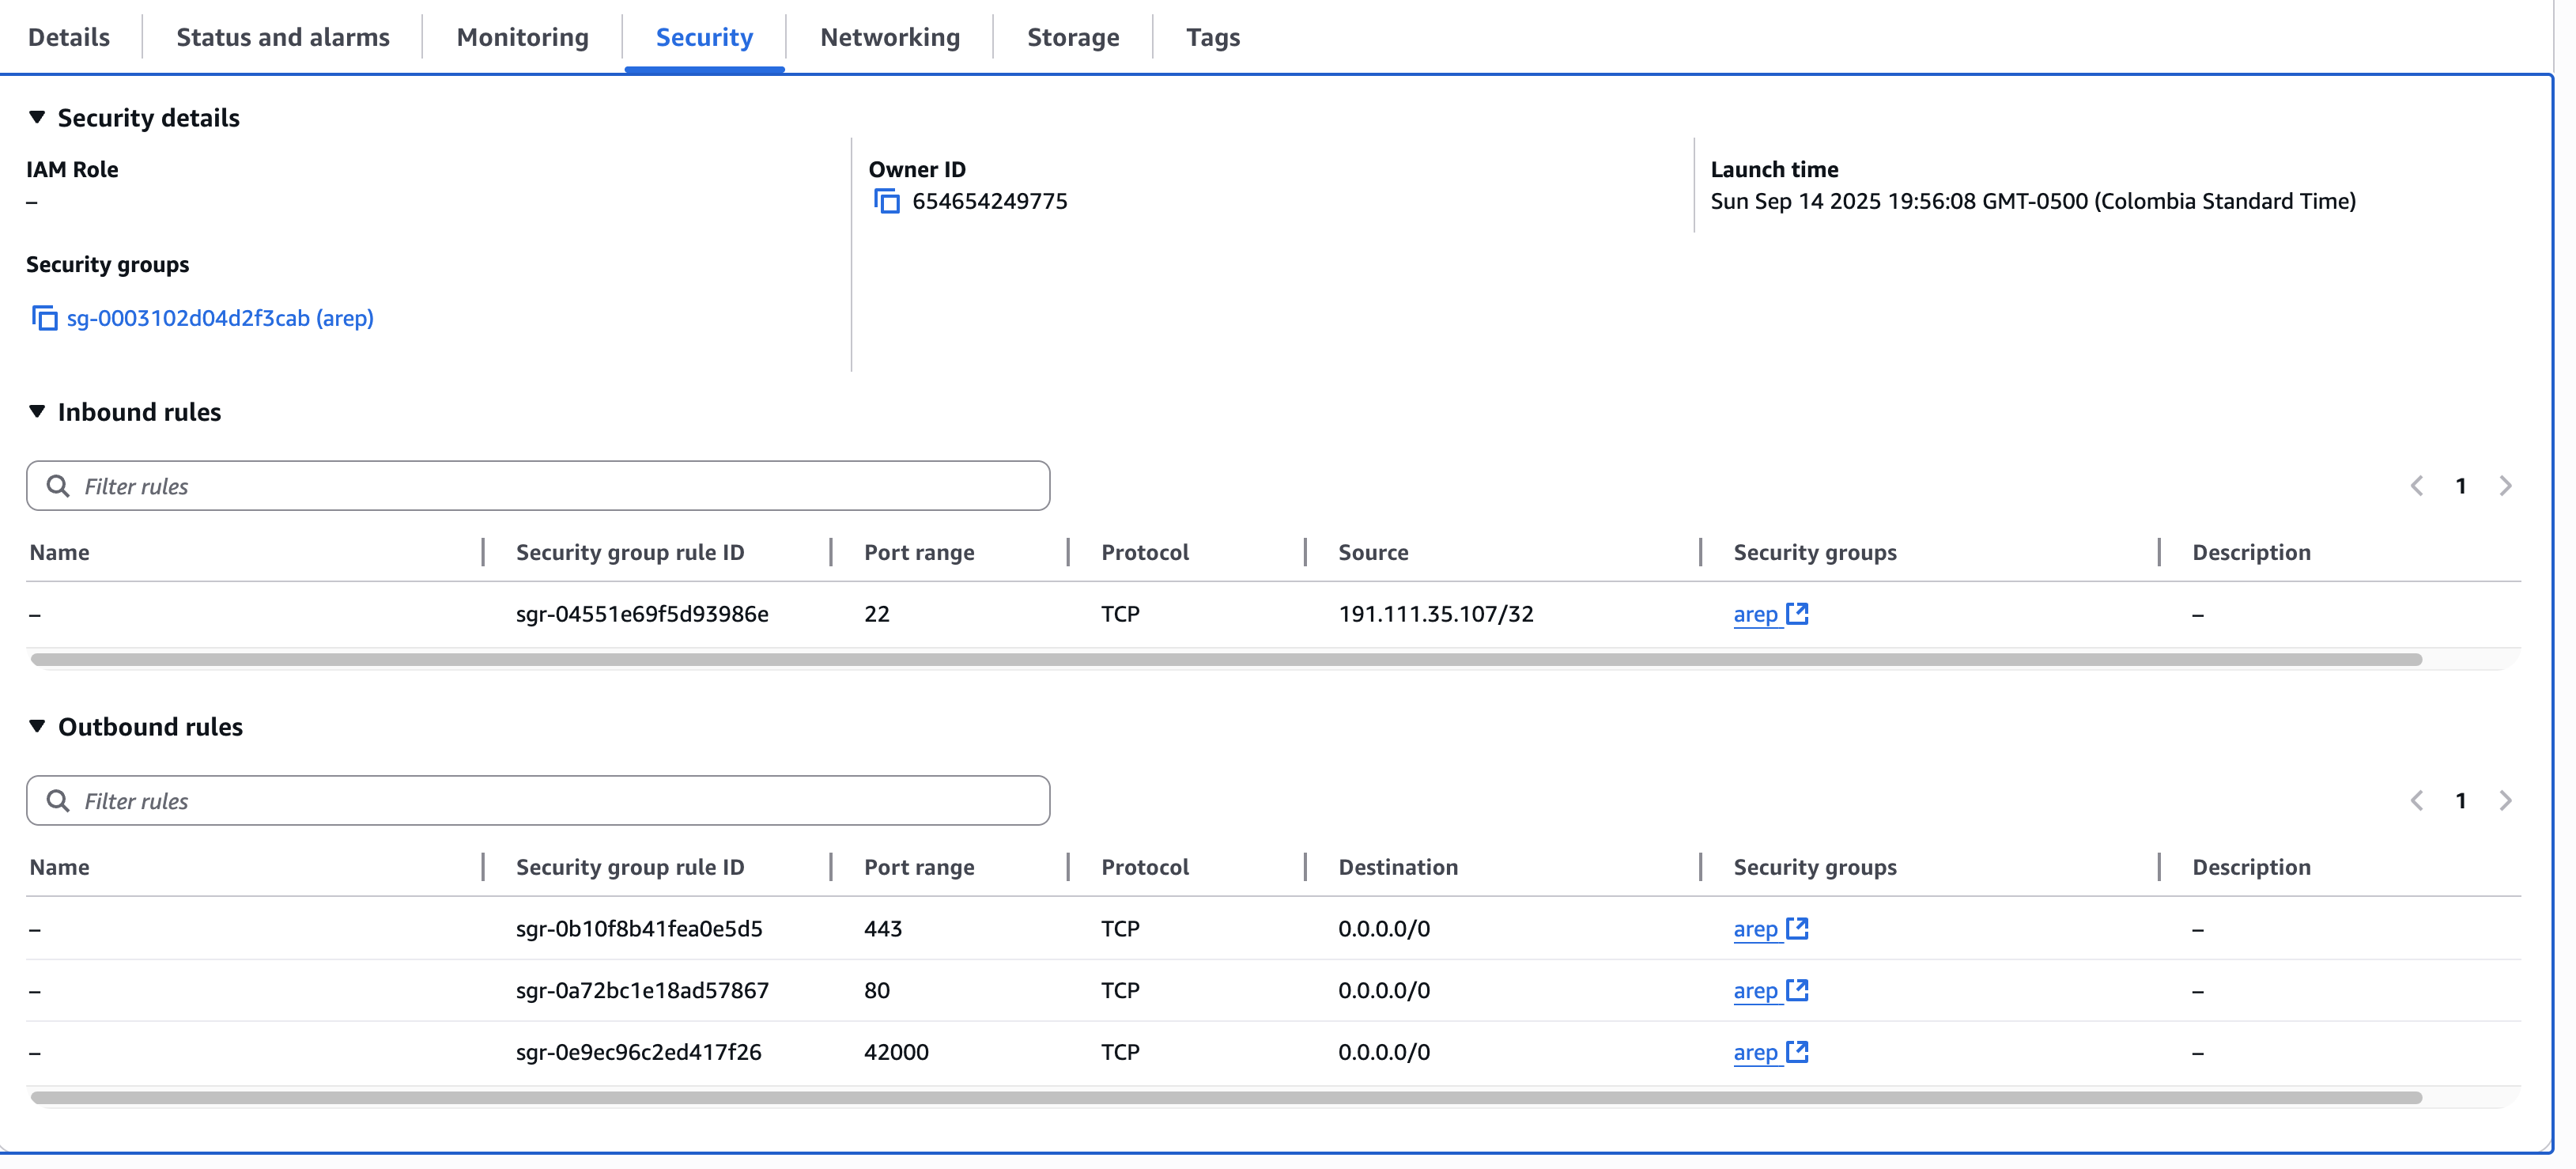 Details Status and alarms Monitoring Security Networking Storage Tags
Security details
IAM Role Owner ID Launch time
– 654654249775 Sun Sep 14 2025 19:56:08 GMT-0500 (Colombia Standard Time)
Security groups
sg-0003102d04d2f3cab (arep)
Inbound rules
Filter rules 1
Name Security group rule ID Port range Protocol Source Security groups Description
– sgr-04551e69f5d93986e 22 TCP 191.111.35.107/32 arep –
Outbound rules
Filter rules 1
Name Security group rule ID Port range Protocol Destination Security groups Description
– sgr-0b10f8b41fea0e5d5 443 TCP 0.0.0.0/0 arep –
– sgr-0a72bc1e18ad57867 80 TCP 0.0.0.0/0 arep –
– sgr-0e9ec96c2ed417f26 42000 TCP 0.0.0.0/0 arep –